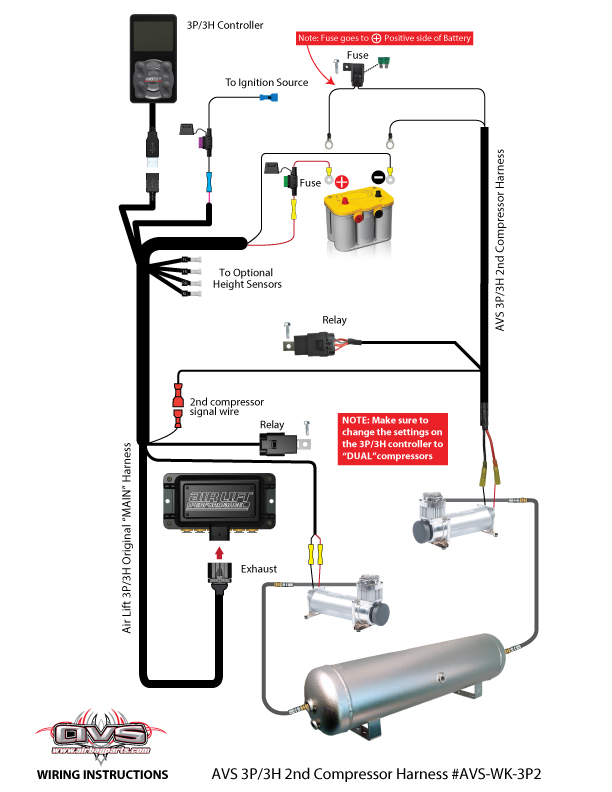 3P/3H Controller
Note: Fuse goes to + Positive side of Battery
Fuse
To Ignition Source
Fuse
+
-
To Optional
Height Sensors
AVS 3P/3H 2nd Compressor Harness
Relay
2nd compressor
signal wire
Relay
NOTE: Make sure to
change the settings on
the 3P/3H controller to
“DUAL”compressors
Air Lift 3P/3H Original “MAIN” Harness
AIR LIFT
PERFORMANCE
Exhaust
AVS
www.airbagparts.com
WIRING INSTRUCTIONS
AVS 3P/3H 2nd Compressor Harness #AVS-WK-3P2